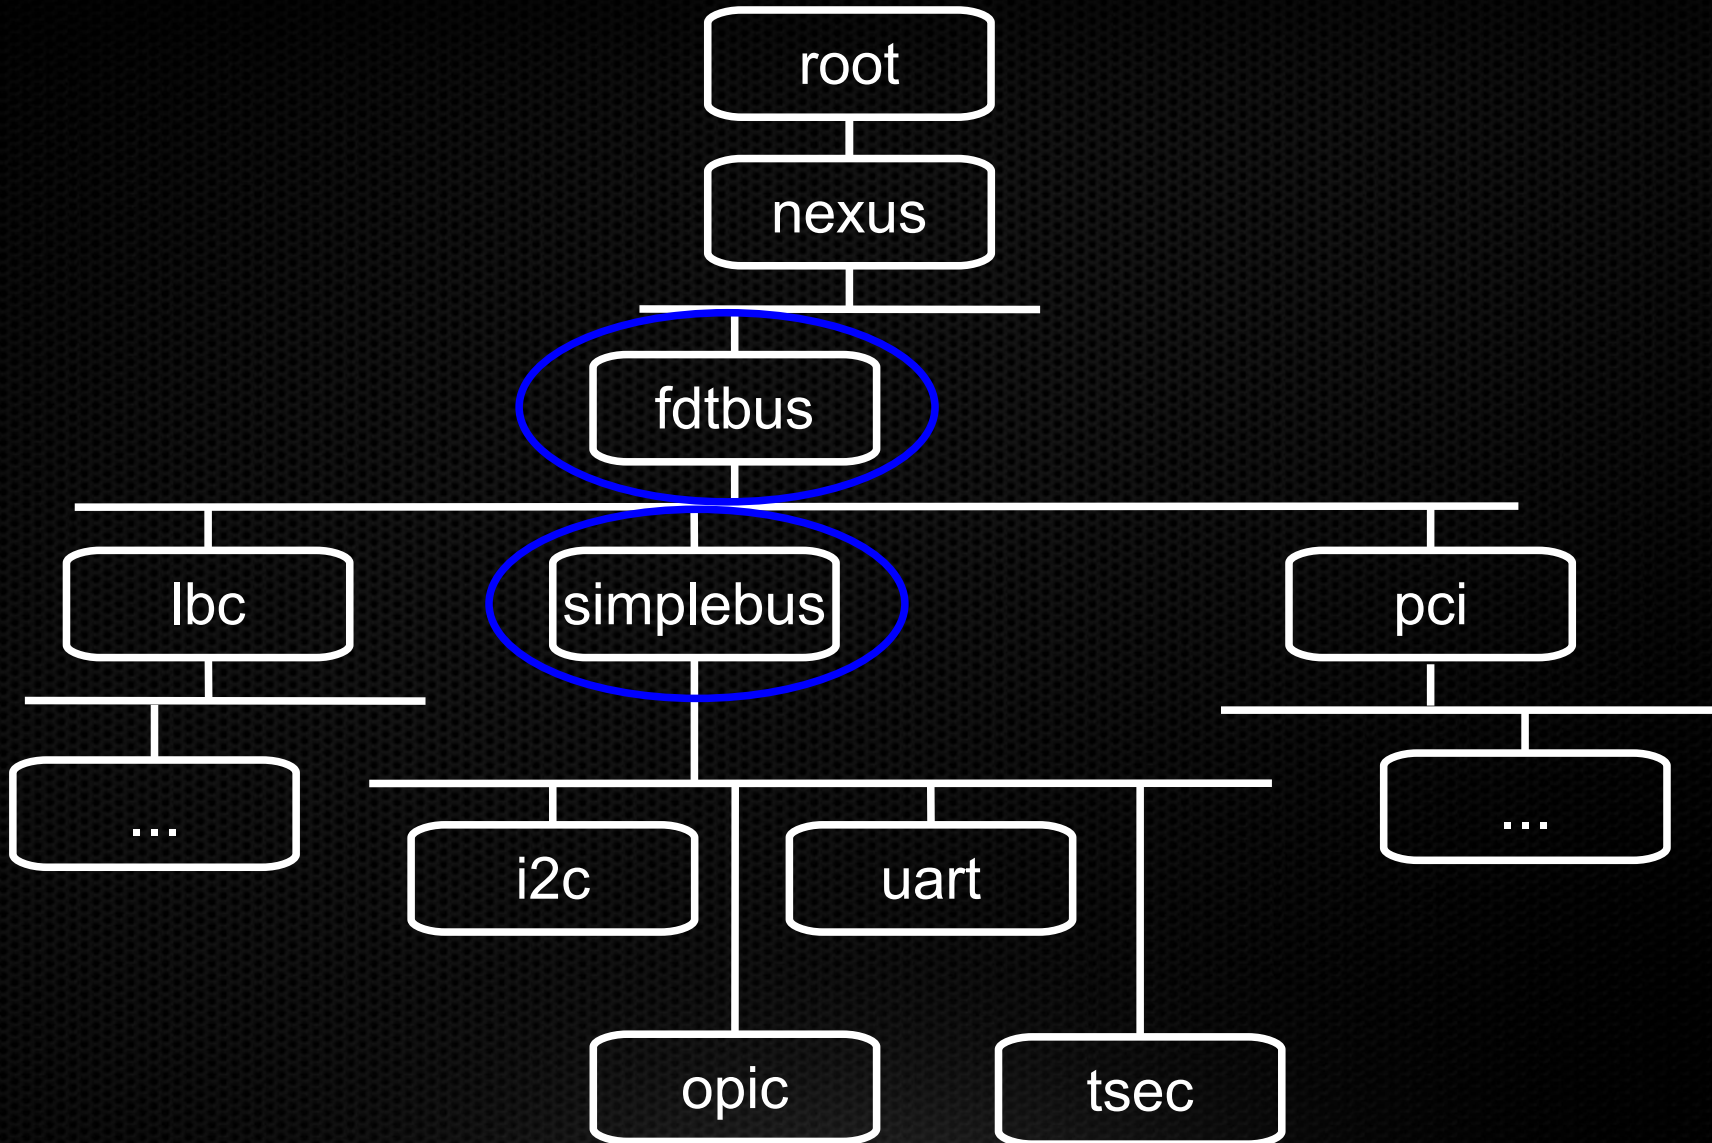 root
nexus
fdtbus
lbc
simplebus
pci
...
...
i2c
uart
opic
tsec